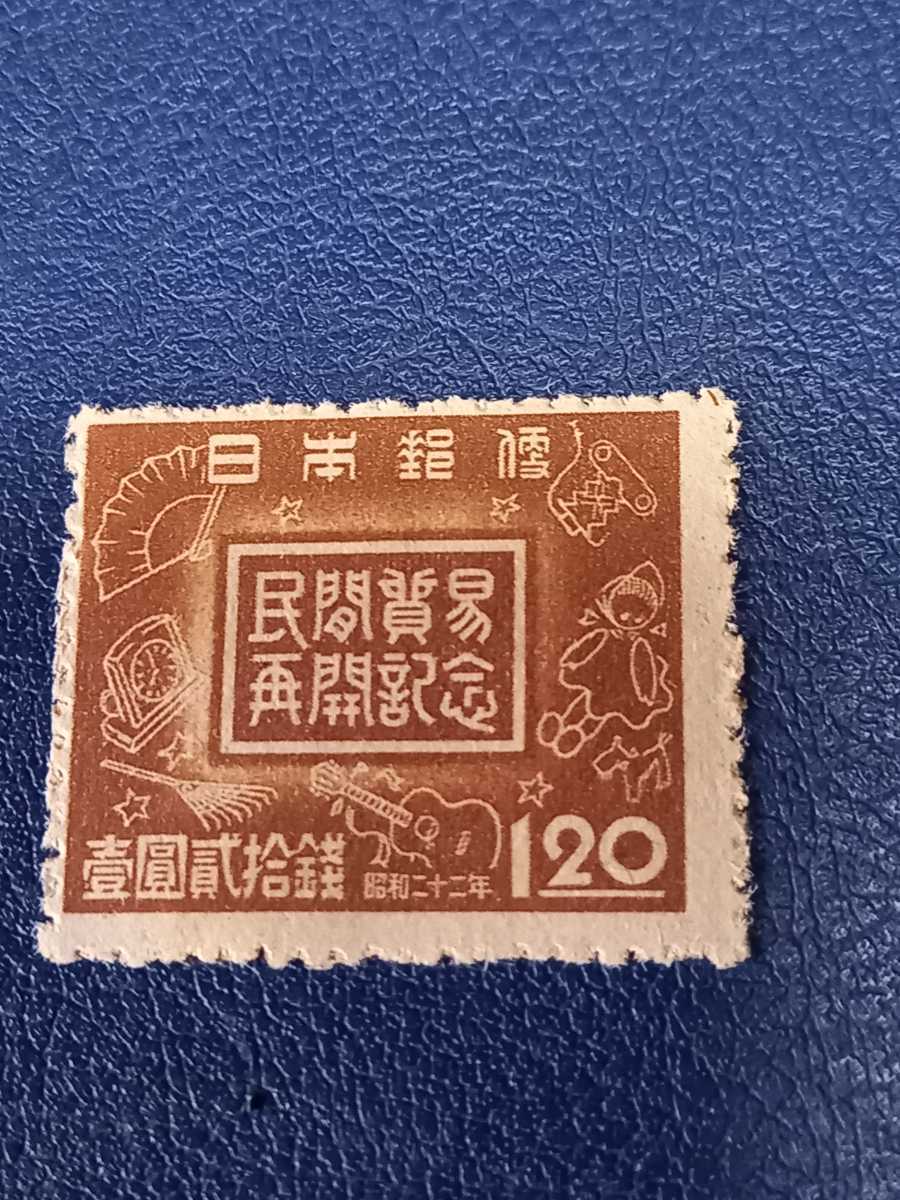 日本郵便
民間貿易
再開記念
壹圓貳拾錢
昭和二十二年
120